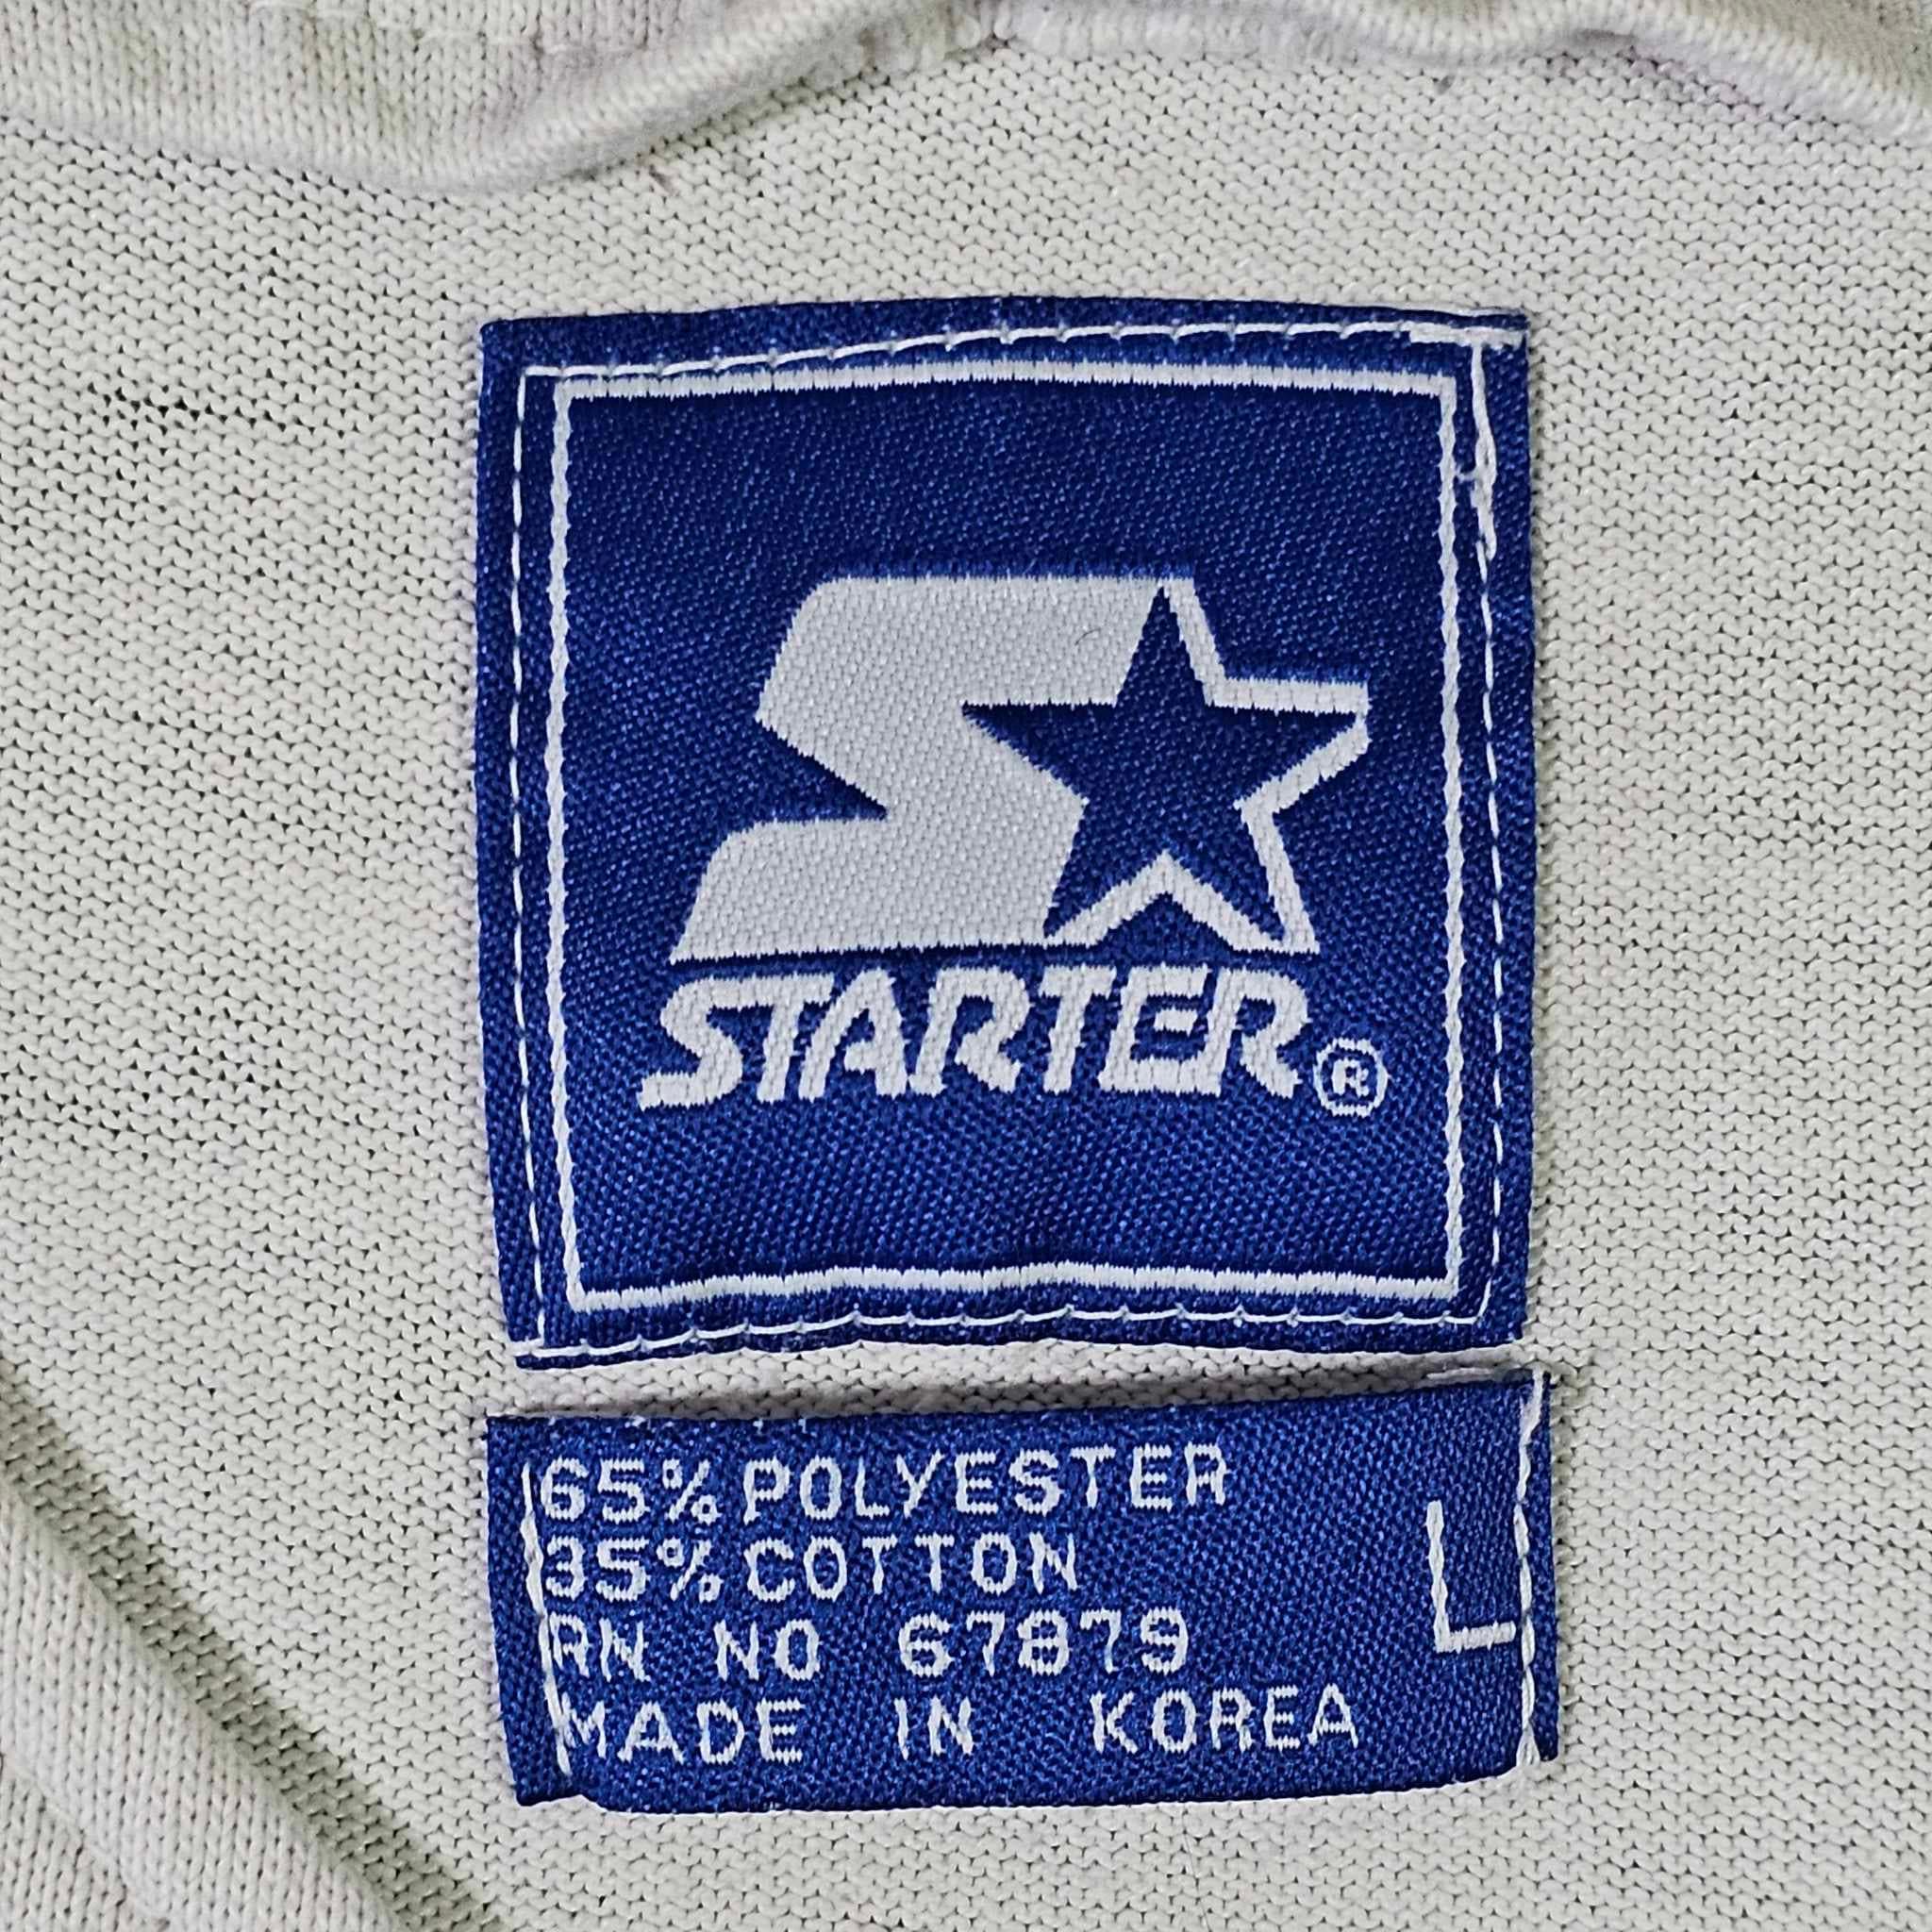 STARTER®
65% POLYESTER
35% COTTON
RN NO 67879
MADE IN KOREA
L